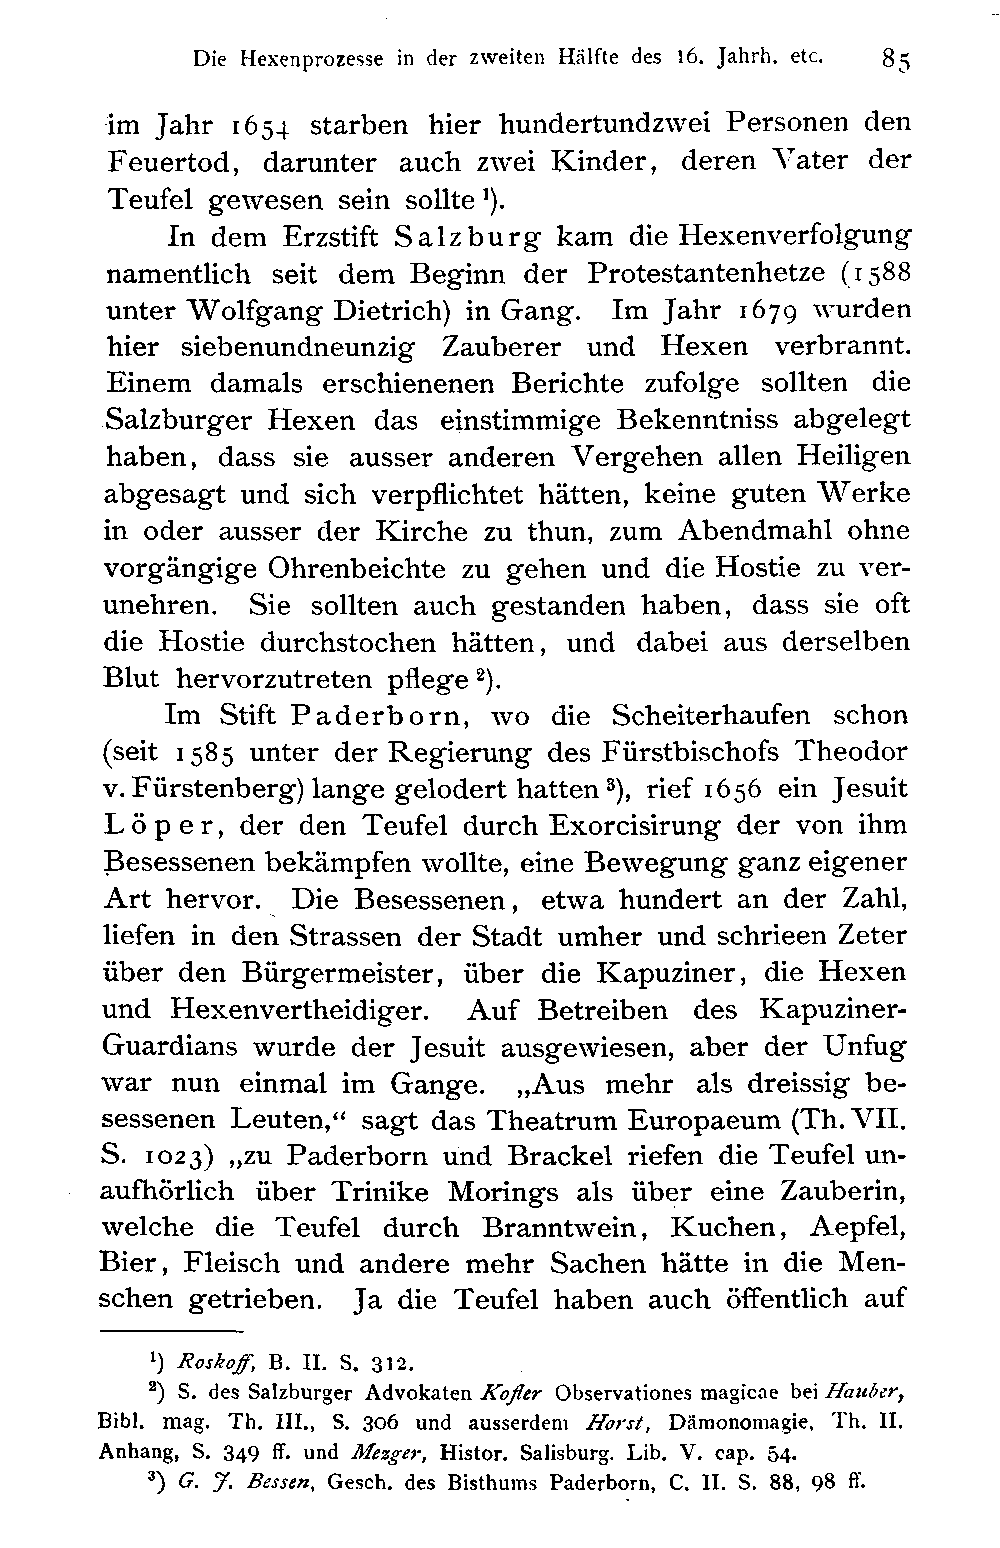 Die Hexenprozesse in der zweiten Hälfte des 16. Jahrh. etc. 85
im Jahr 1654 starben hier hundertundzwei Personen den
Feuertod, darunter auch zwei Kinder, deren Vater der
Teufel gewesen sein sollte ¹).
In dem Erzstift Salzburg kam die Hexenverfolgung
namentlich seit dem Beginn der Protestantenhetze (1588
unter Wolfgang Dietrich) in Gang. Im Jahr 1679 wurden
hier siebenundneunzig Zauberer und Hexen verbrannt.
Einem damals erschienenen Berichte zufolge sollten die
Salzburger Hexen das einstimmige Bekenntniss abgelegt
haben, dass sie ausser anderen Vergehen allen Heiligen
abgesagt und sich verpflichtet hätten, keine guten Werke
in oder ausser der Kirche zu thun, zum Abendmahl ohne
vorgängige Ohrenbeichte zu gehen und die Hostie zu ver-
unehren. Sie sollten auch gestanden haben, dass sie oft
die Hostie durchstochen hätten, und dabei aus derselben
Blut hervorzutreten pflege ²).
Im Stift Paderborn, wo die Scheiterhaufen schon
(seit 1585 unter der Regierung des Fürstbischofs Theodor
v. Fürstenberg) lange gelodert hatten ³), rief 1656 ein Jesuit
Löper, der den Teufel durch Exorcisirung der von ihm
Besessenen bekämpfen wollte, eine Bewegung ganz eigener
Art hervor. Die Besessenen, etwa hundert an der Zahl,
liefen in den Strassen der Stadt umher und schrieen Zeter
über den Bürgermeister, über die Kapuziner, die Hexen
und Hexenvertheidiger. Auf Betreiben des Kapuziner-
Guardians wurde der Jesuit ausgewiesen, aber der Unfug
war nun einmal im Gange. „Aus mehr als dreissig be-
sessenen Leuten,“ sagt das Theatrum Europaeum (Th. VII.
S. 1023) „zu Paderborn und Brackel riefen die Teufel un-
aufhörlich über Trinike Morings als über eine Zauberin,
welche die Teufel durch Branntwein, Kuchen, Aepfel,
Bier, Fleisch und andere mehr Sachen hätte in die Men-
schen getrieben. Ja die Teufel haben auch öffentlich auf
¹) Roskoff, B. II. S. 312.
²) S. des Salzburger Advokaten Kofler Observationes magicae bei Hauber,
Bibl. mag. Th. III., S. 306 und ausserdem Horst, Dämonomagie, Th. II.
Anhang, S. 349 ff. und Mezger, Histor. Salisburg. Lib. V. cap. 54.
³) G. J. Bessen, Gesch. des Bisthums Paderborn, C. II. S. 88, 98 ff.